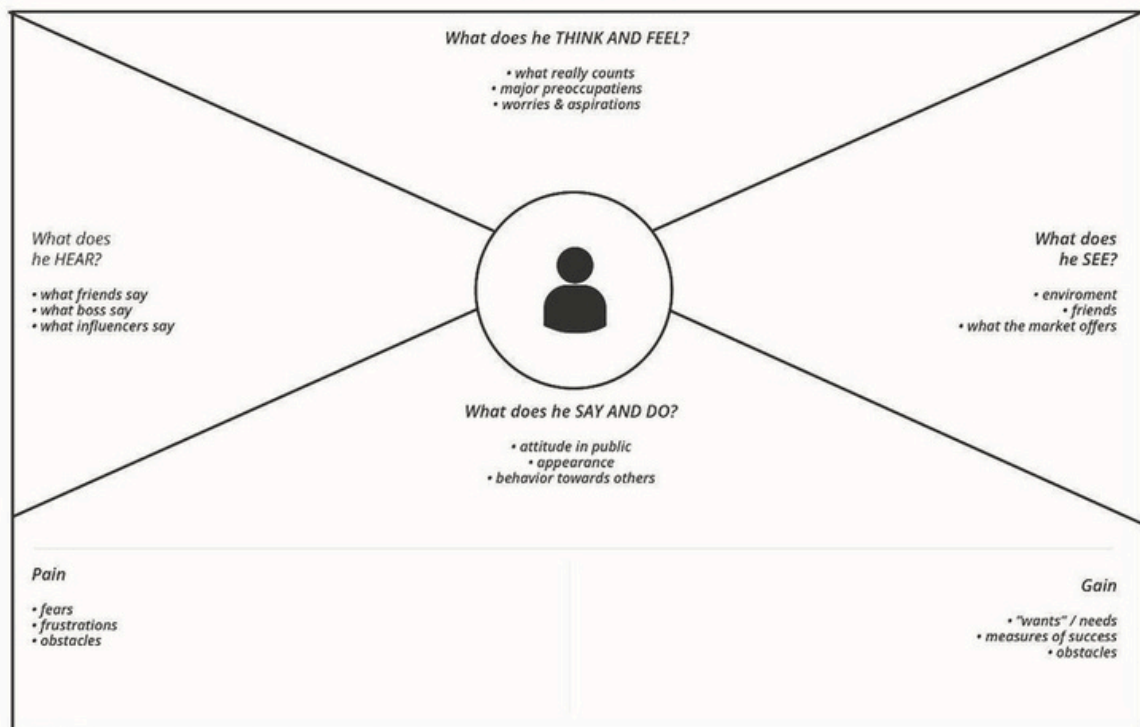 What does he THINK AND FEEL?
• what really counts
• major preoccupatiens
• worries & aspirations
What does
he HEAR?
• what friends say
• what boss say
• what influencers say
What does
he SEE?
• enviroment
• friends
• what the market offers
What does he SAY AND DO?
• attitude in public
• appearance
• behavior towards others
Pain
• fears
• frustrations
• obstacles
Gain
• "wants" / needs
• measures of success
• obstacles